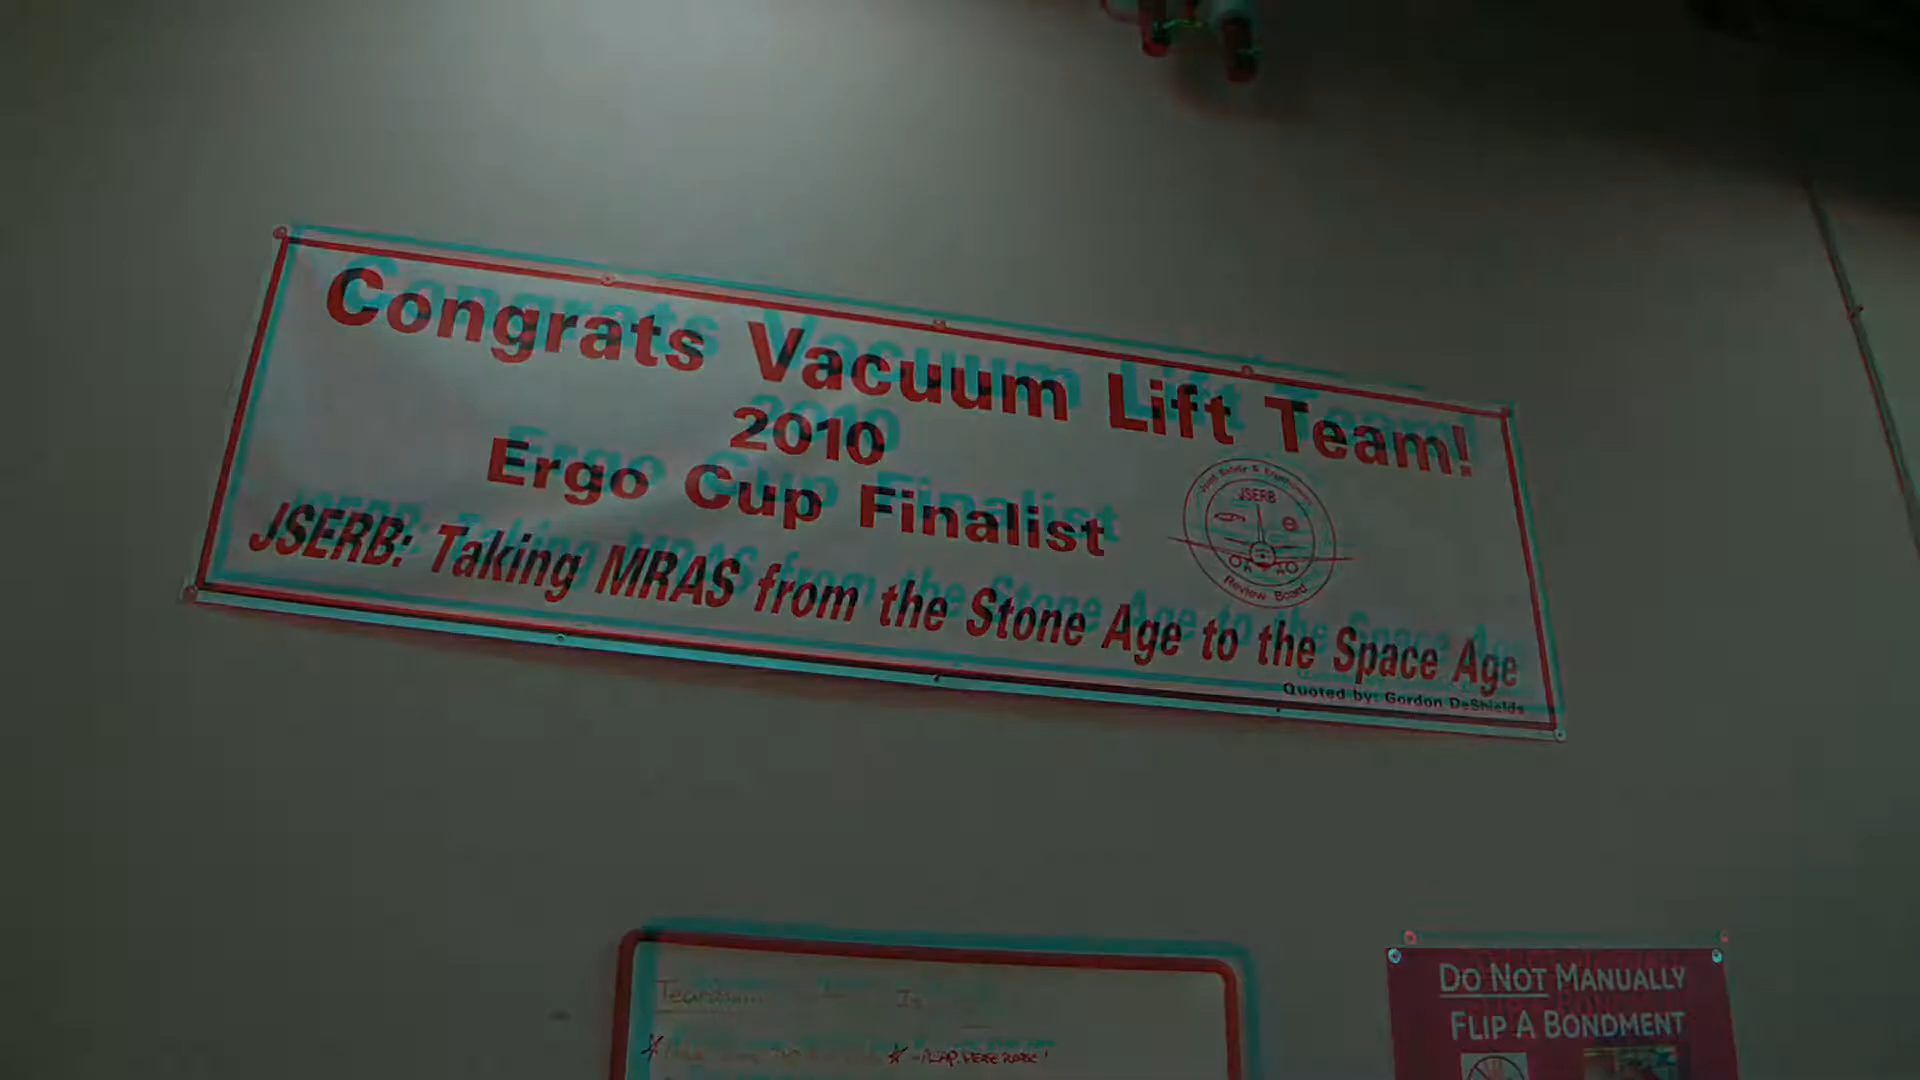 Congrats Vacuum Lift Team!
2010
Ergo Cup Finalist
JSERB: Taking MRAS from the Stone Age to the Space Age
Quoted by: Gordon DeShields
JSERB
Review Board
DO NOT MANUALLY
FLIP A BONDMENT